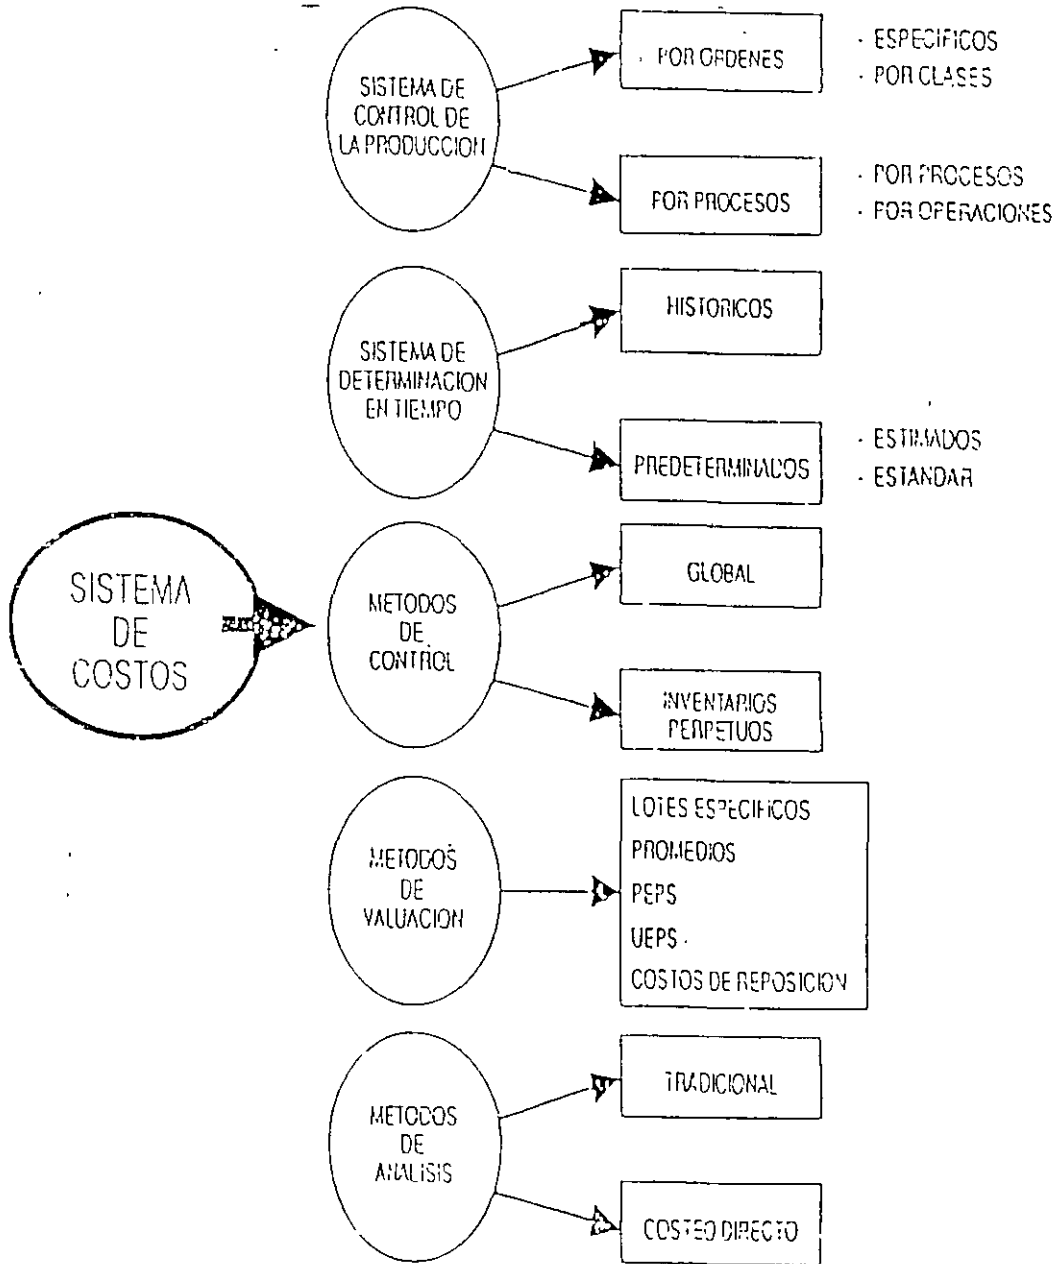 SISTEMA
DE
COSTOS
SISTEMA DE
CONTROL DE
LA PRODUCCION
POR ORDENES
· ESPECIFICOS
· POR CLASES
POR PROCESOS
· POR PROCESOS
· POR OPERACIONES
SISTEMA DE
DETERMINACION
EN TIEMPO
HISTORICOS
PREDETERMINADOS
· ESTIMADOS
· ESTANDAR
METODOS
DE
CONTROL
GLOBAL
INVENTARIOS
PERPETUOS
METODOS
DE
VALUACION
LOTES ESPECIFICOS
PROMEDIOS
PEPS
UEPS
COSTOS DE REPOSICION
METODOS
DE
ANALISIS
TRADICIONAL
COSTEO DIRECTO